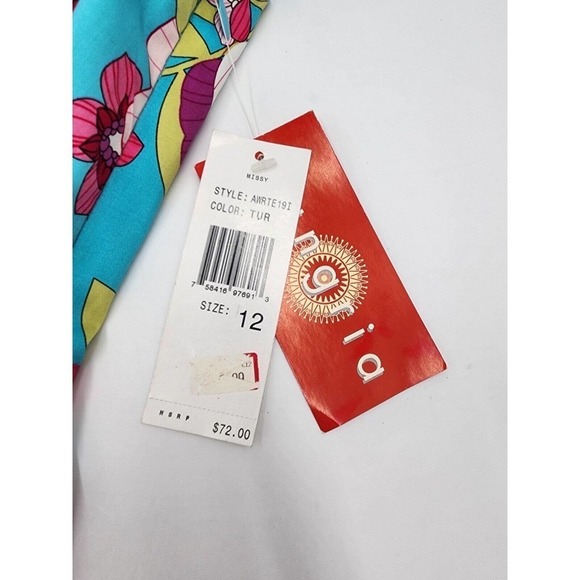 MISSY
STYLE: AWRTE19I
COLOR: TUR
7 58416 97691 3
SIZE: 12
MSRP
$72.00